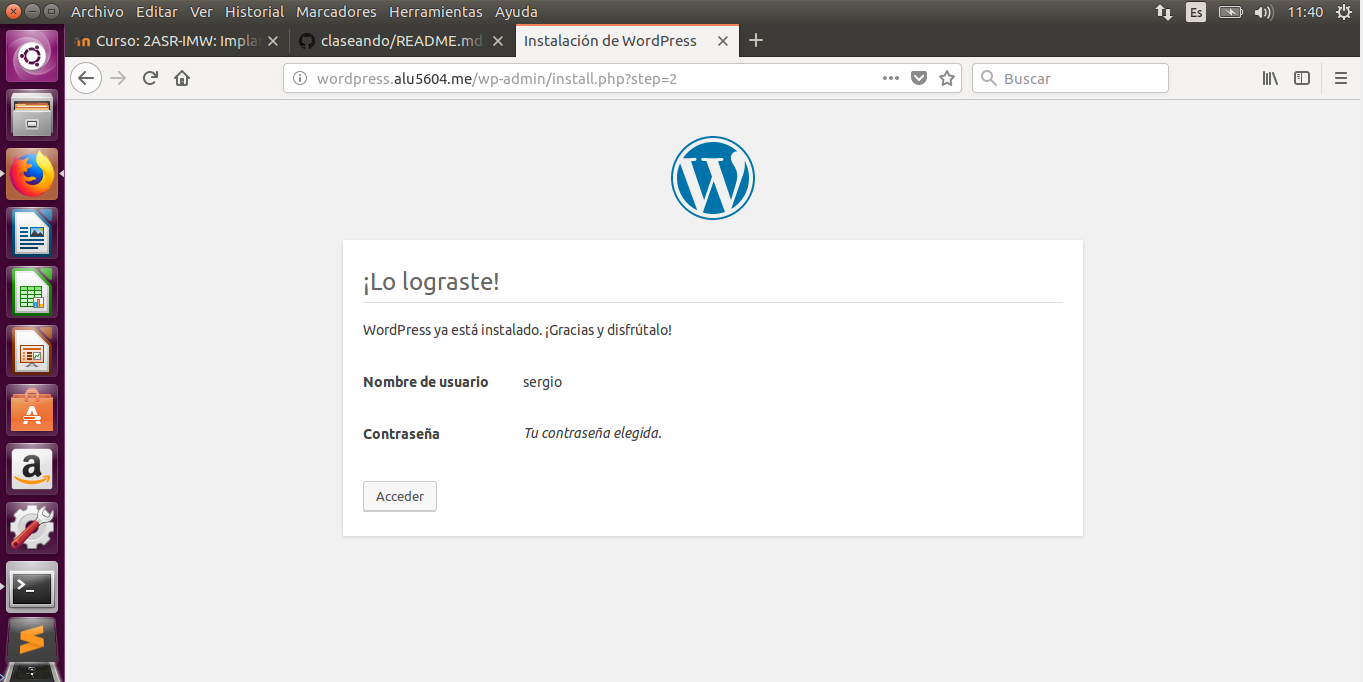 Archivo Editar Ver Historial Marcadores Herramientas Ayuda
Es
11:40
Curso: 2ASR-IMW: Impla
claseando/README.md
Instalación de WordPress
wordpress.alu5604.me/wp-admin/install.php?step=2
Buscar
¡Lo lograste!
WordPress ya está instalado. ¡Gracias y disfrútalo!
Nombre de usuario sergio
Contraseña Tu contraseña elegida.
Acceder